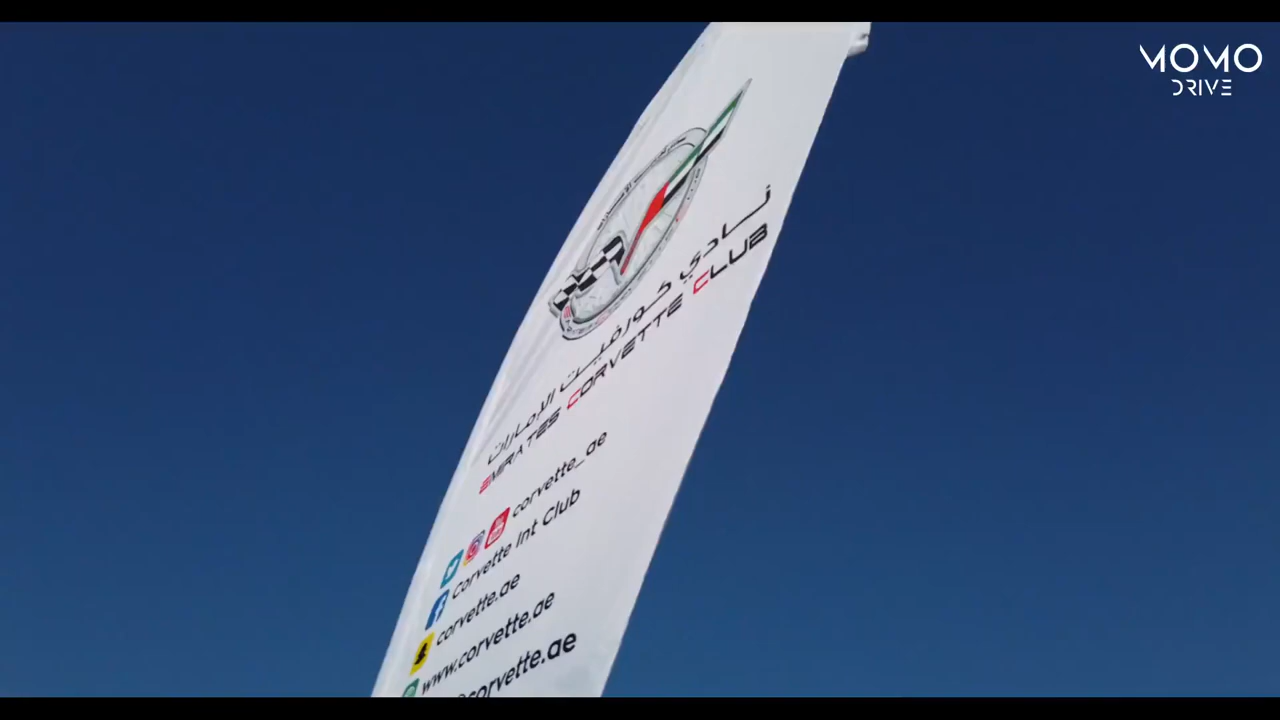 MOMO
DRIVE
نادي كورفيت الإمارات
EMIRATES CORVETTE CLUB
corvette_ae
Corvette Int Club
corvette.ae
www.corvette.ae
corvette.ae